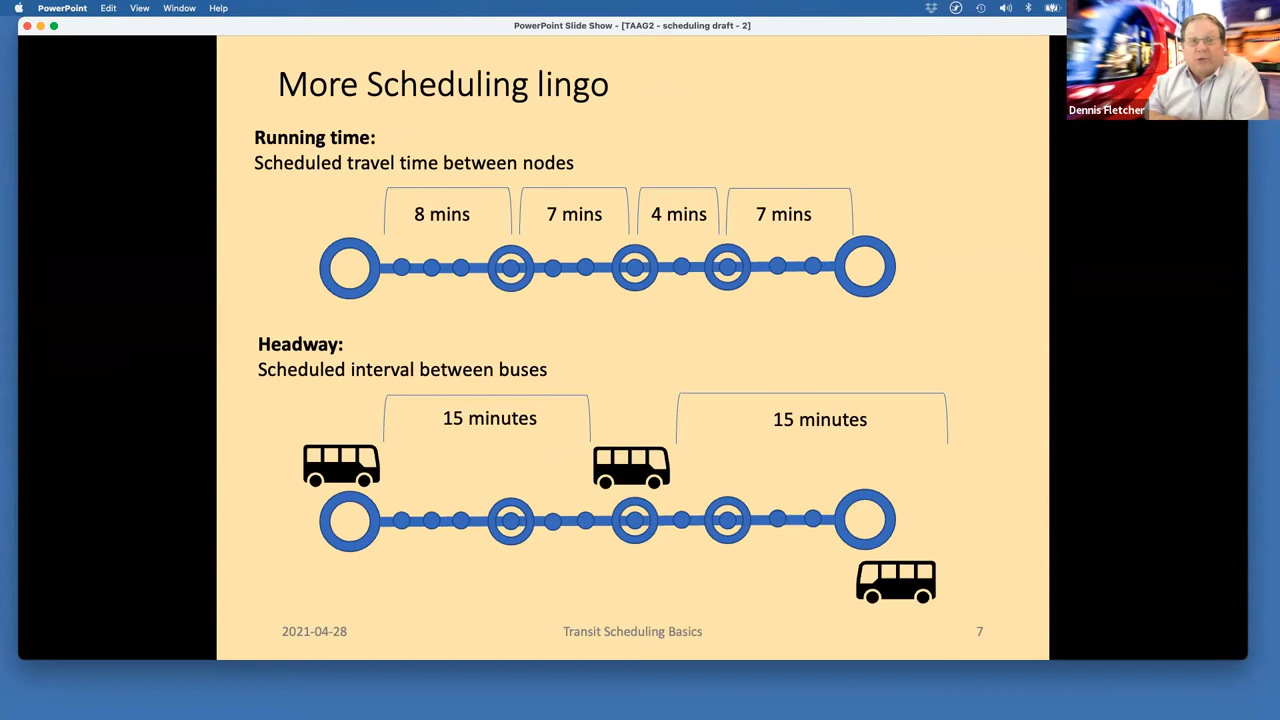 PowerPoint Edit View Window Help
PowerPoint Slide Show - [TAAG2 - scheduling draft - 2]
Dennis Fletcher
More Scheduling lingo
Running time:
Scheduled travel time between nodes
8 mins 7 mins 4 mins 7 mins
Headway:
Scheduled interval between buses
15 minutes 15 minutes
2021-04-28 Transit Scheduling Basics 7